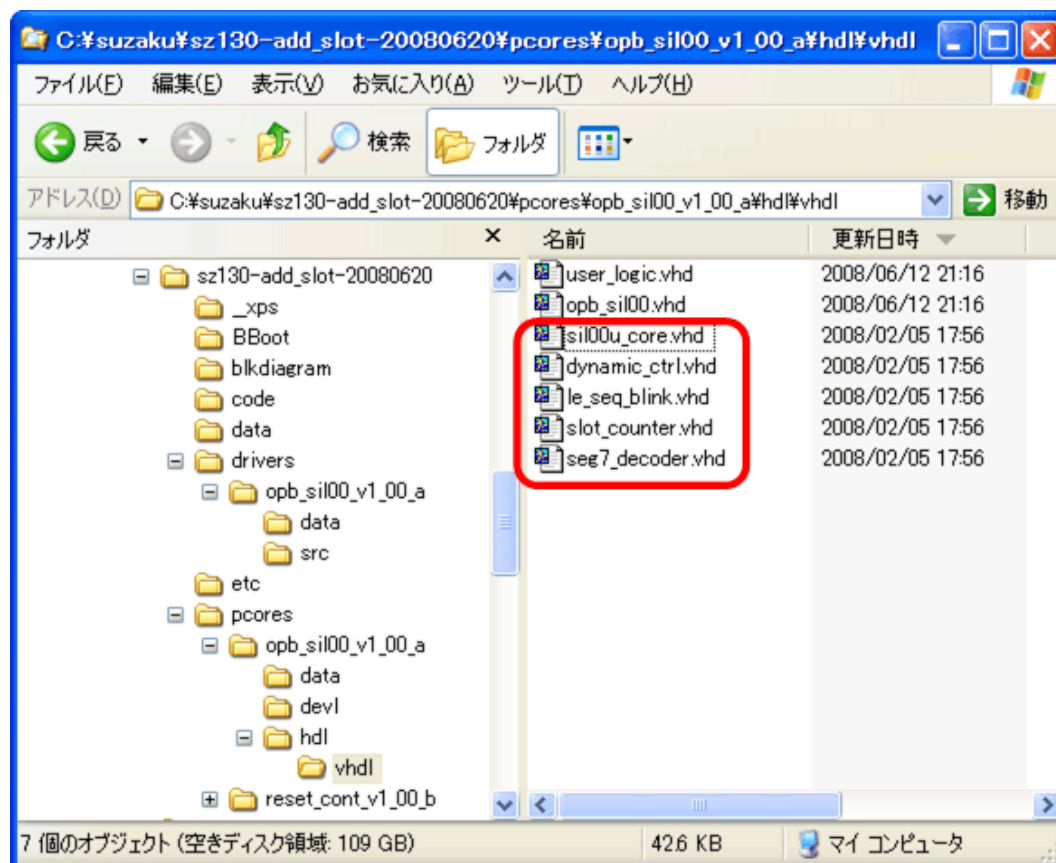 C:¥suzaku¥sz130-add_slot-20080620¥pcores¥opb_sil00_v1_00_a¥hdl¥vhdl
ファイル(F) 編集(E) 表示(V) お気に入り(A) ツール(T) ヘルプ(H)
戻る 検索 フォルダ
アドレス(D) C:¥suzaku¥sz130-add_slot-20080620¥pcores¥opb_sil00_v1_00_a¥hdl¥vhdl 移動
フォルダ
sz130-add_slot-20080620
__xps
BBoot
blkdiagram
code
data
drivers
opb_sil00_v1_00_a
data
src
etc
pcores
opb_sil00_v1_00_a
data
devl
hdl
vhdl
reset_cont_v1_00_b
名前 更新日時
user_logic.vhd 2008/06/12 21:16
opb_sil00.vhd 2008/06/12 21:16
sil00u_core.vhd 2008/02/05 17:56
dynamic_ctrl.vhd 2008/02/05 17:56
le_seq_blink.vhd 2008/02/05 17:56
slot_counter.vhd 2008/02/05 17:56
seg7_decoder.vhd 2008/02/05 17:56
7 個のオブジェクト (空きディスク領域: 109 GB) 42.6 KB マイ コンピュータ